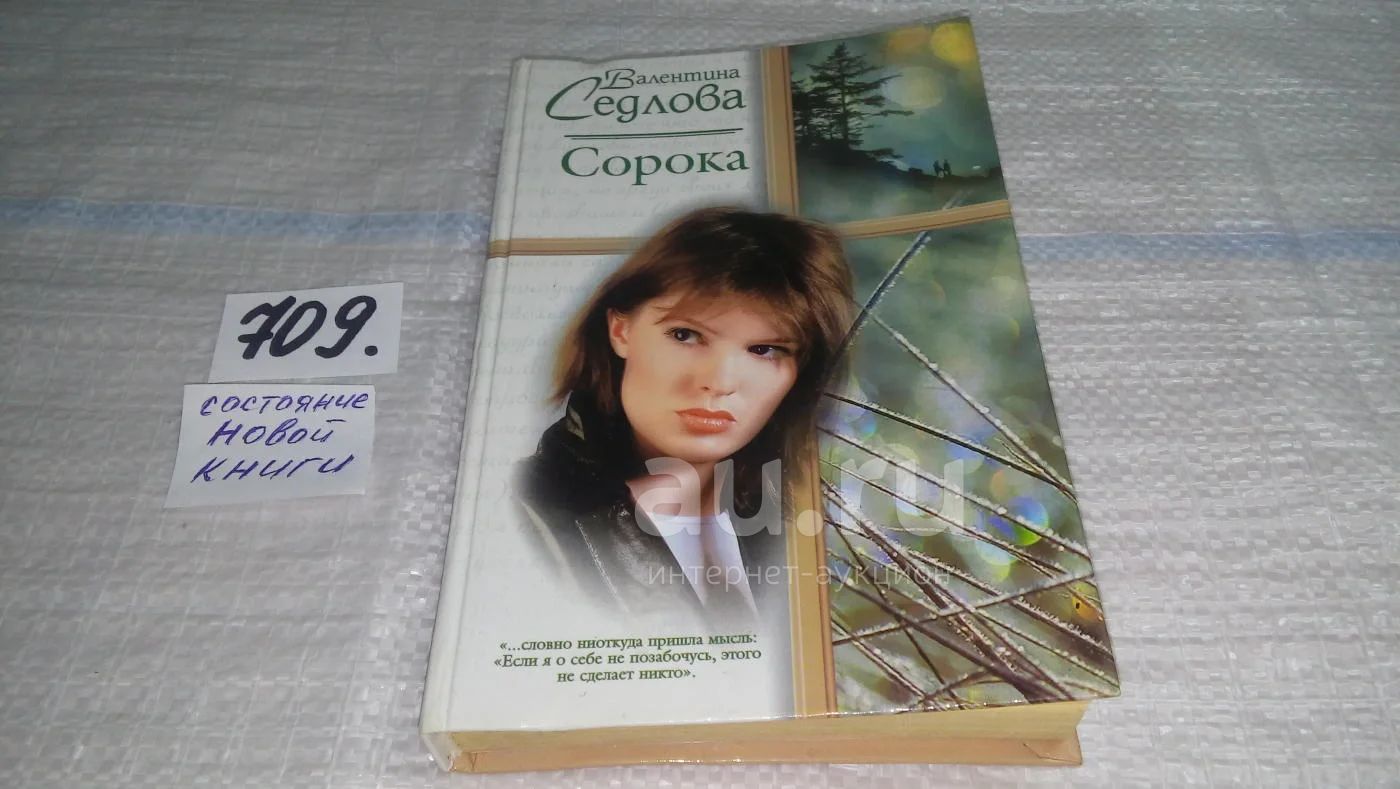 Валентина
Седлова
Сорока
709.
состояние
новой
книги
au.ru
интернет-аукцион
«...словно ниоткуда пришла мысль:
«Если я о себе не позабочусь, этого
не сделает никто».